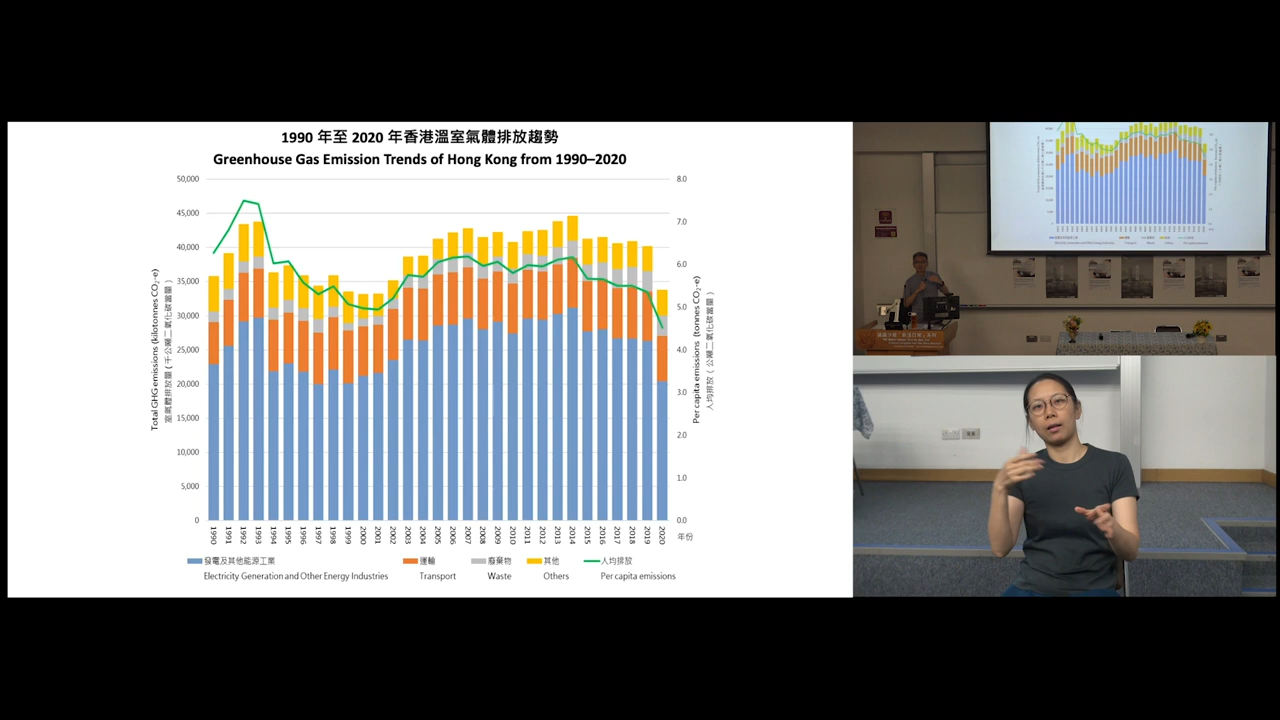 1990 年至 2020 年香港溫室氣體排放趨勢
Greenhouse Gas Emission Trends of Hong Kong from 1990–2020
Total GHG emissions (kilotonnes CO₂-e)
室氣體排放量 (千公噸二氧化碳當量)
50,000
45,000
40,000
35,000
30,000
25,000
20,000
15,000
10,000
5,000
0
8.0
7.0
6.0
5.0
4.0
3.0
2.0
1.0
0.0
Per capita emissions (tonnes CO₂-e)
人均排放 (公噸二氧化碳當量)
1990 1991 1992 1993 1994 1995 1996 1997 1998 1999 2000 2001 2002 2003 2004 2005 2006 2007 2008 2009 2010 2011 2012 2013 2014 2015 2016 2017 2018 2019 2020 年份
發電及其他能源工業 運輸 廢棄物 其他 人均排放
Electricity Generation and Other Energy Industries Transport Waste Others Per capita emissions